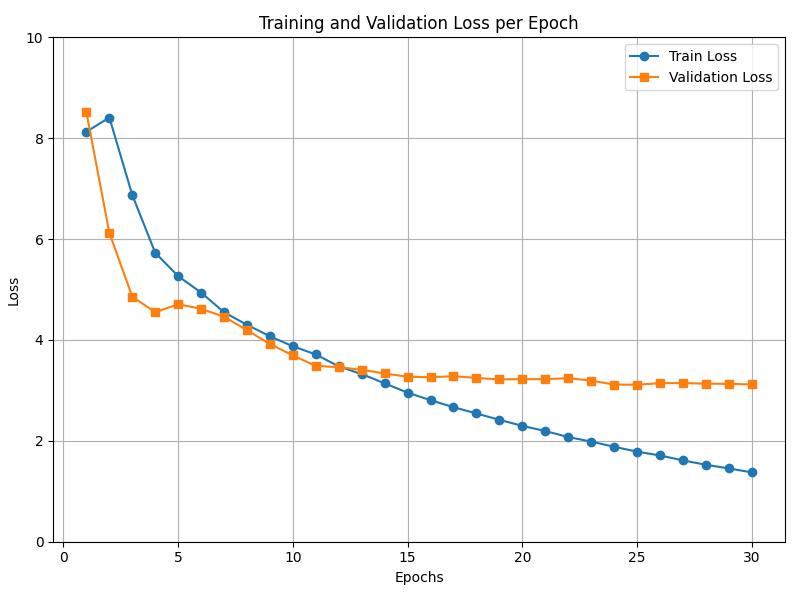 Training and Validation Loss per Epoch
Train Loss
Validation Loss
Loss
10
8
6
4
2
0
0 5 10 15 20 25 30
Epochs